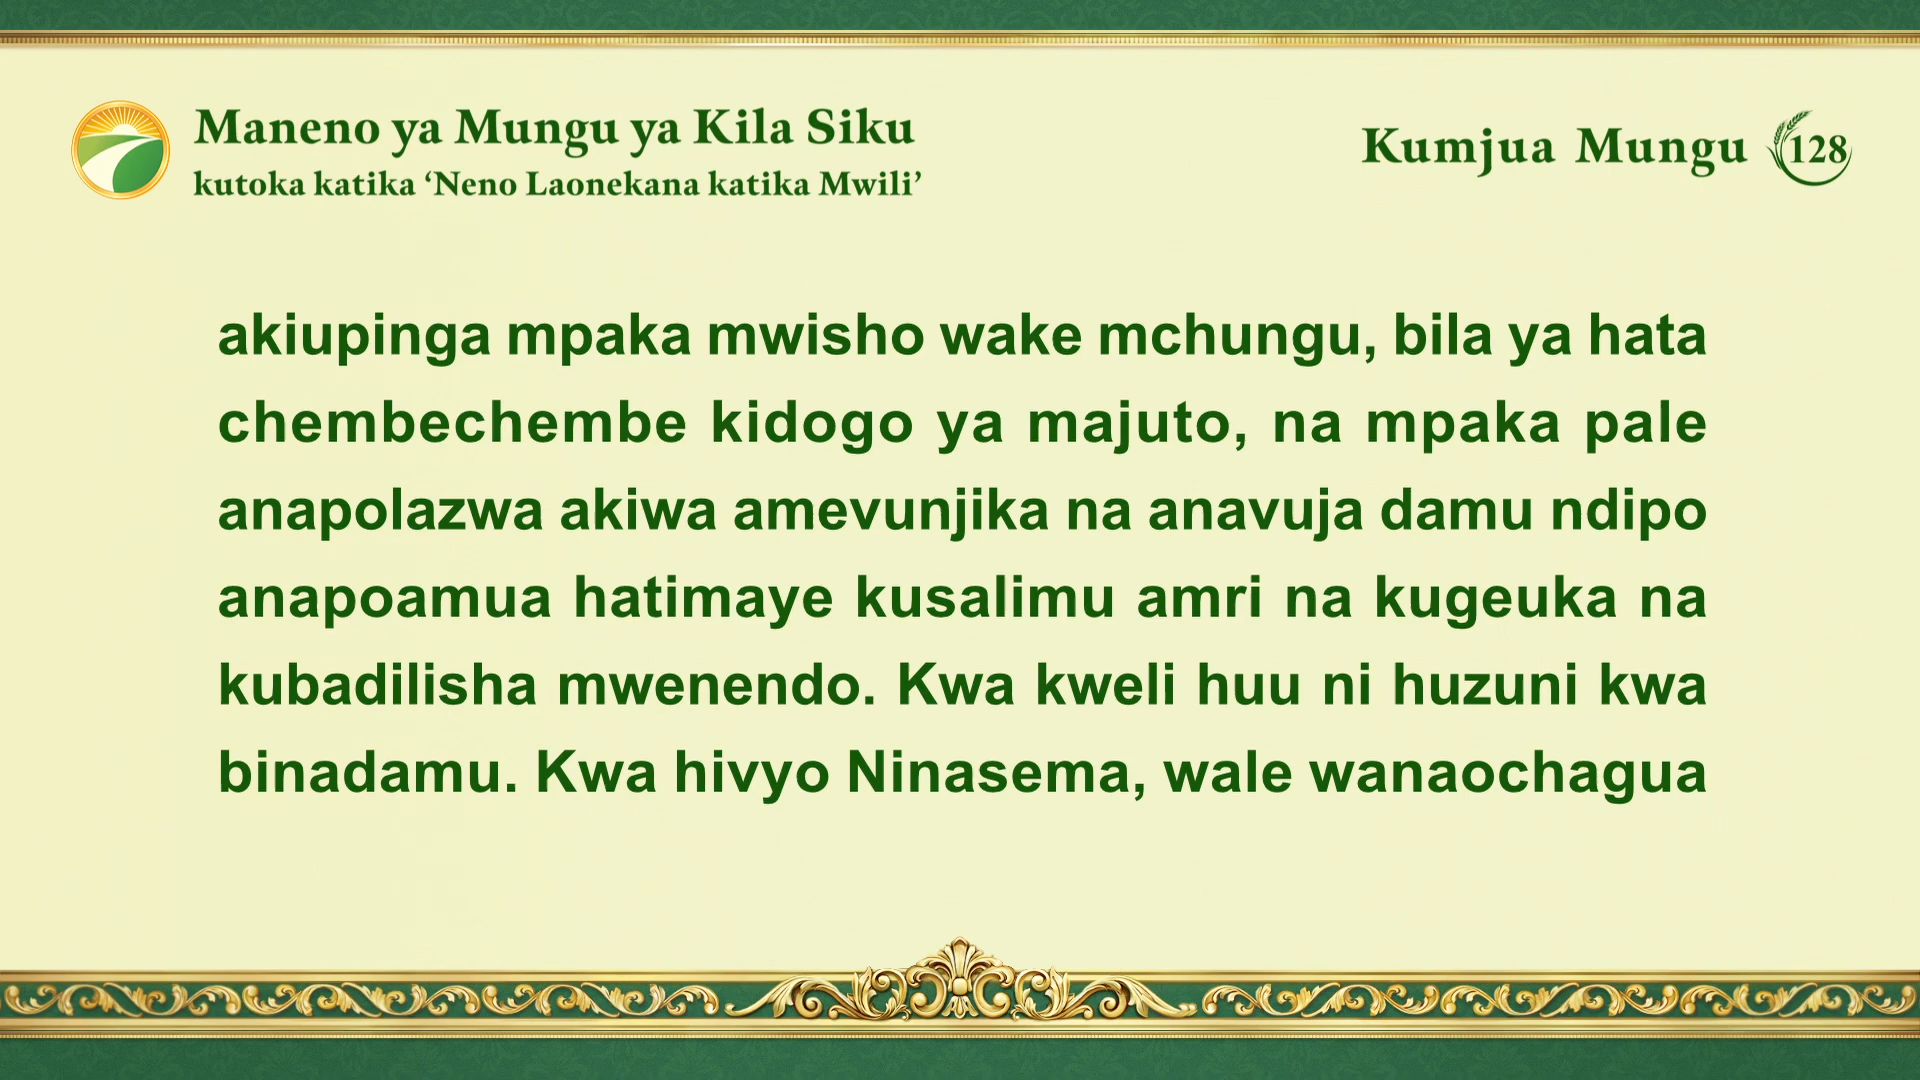 Maneno ya Mungu ya Kila Siku
kutoka katika ‘Neno Laonekana katika Mwili’
Kumjua Mungu 128
akiupinga mpaka mwisho wake mchungu, bila ya hata
chembechembe kidogo ya majuto, na mpaka pale
anapolazwa akiwa amevunjika na anavuja damu ndipo
anapoamua hatimaye kusalimu amri na kugeuka na
kubadilisha mwenendo. Kwa kweli huu ni huzuni kwa
binadamu. Kwa hivyo Ninasema, wale wanaochagua